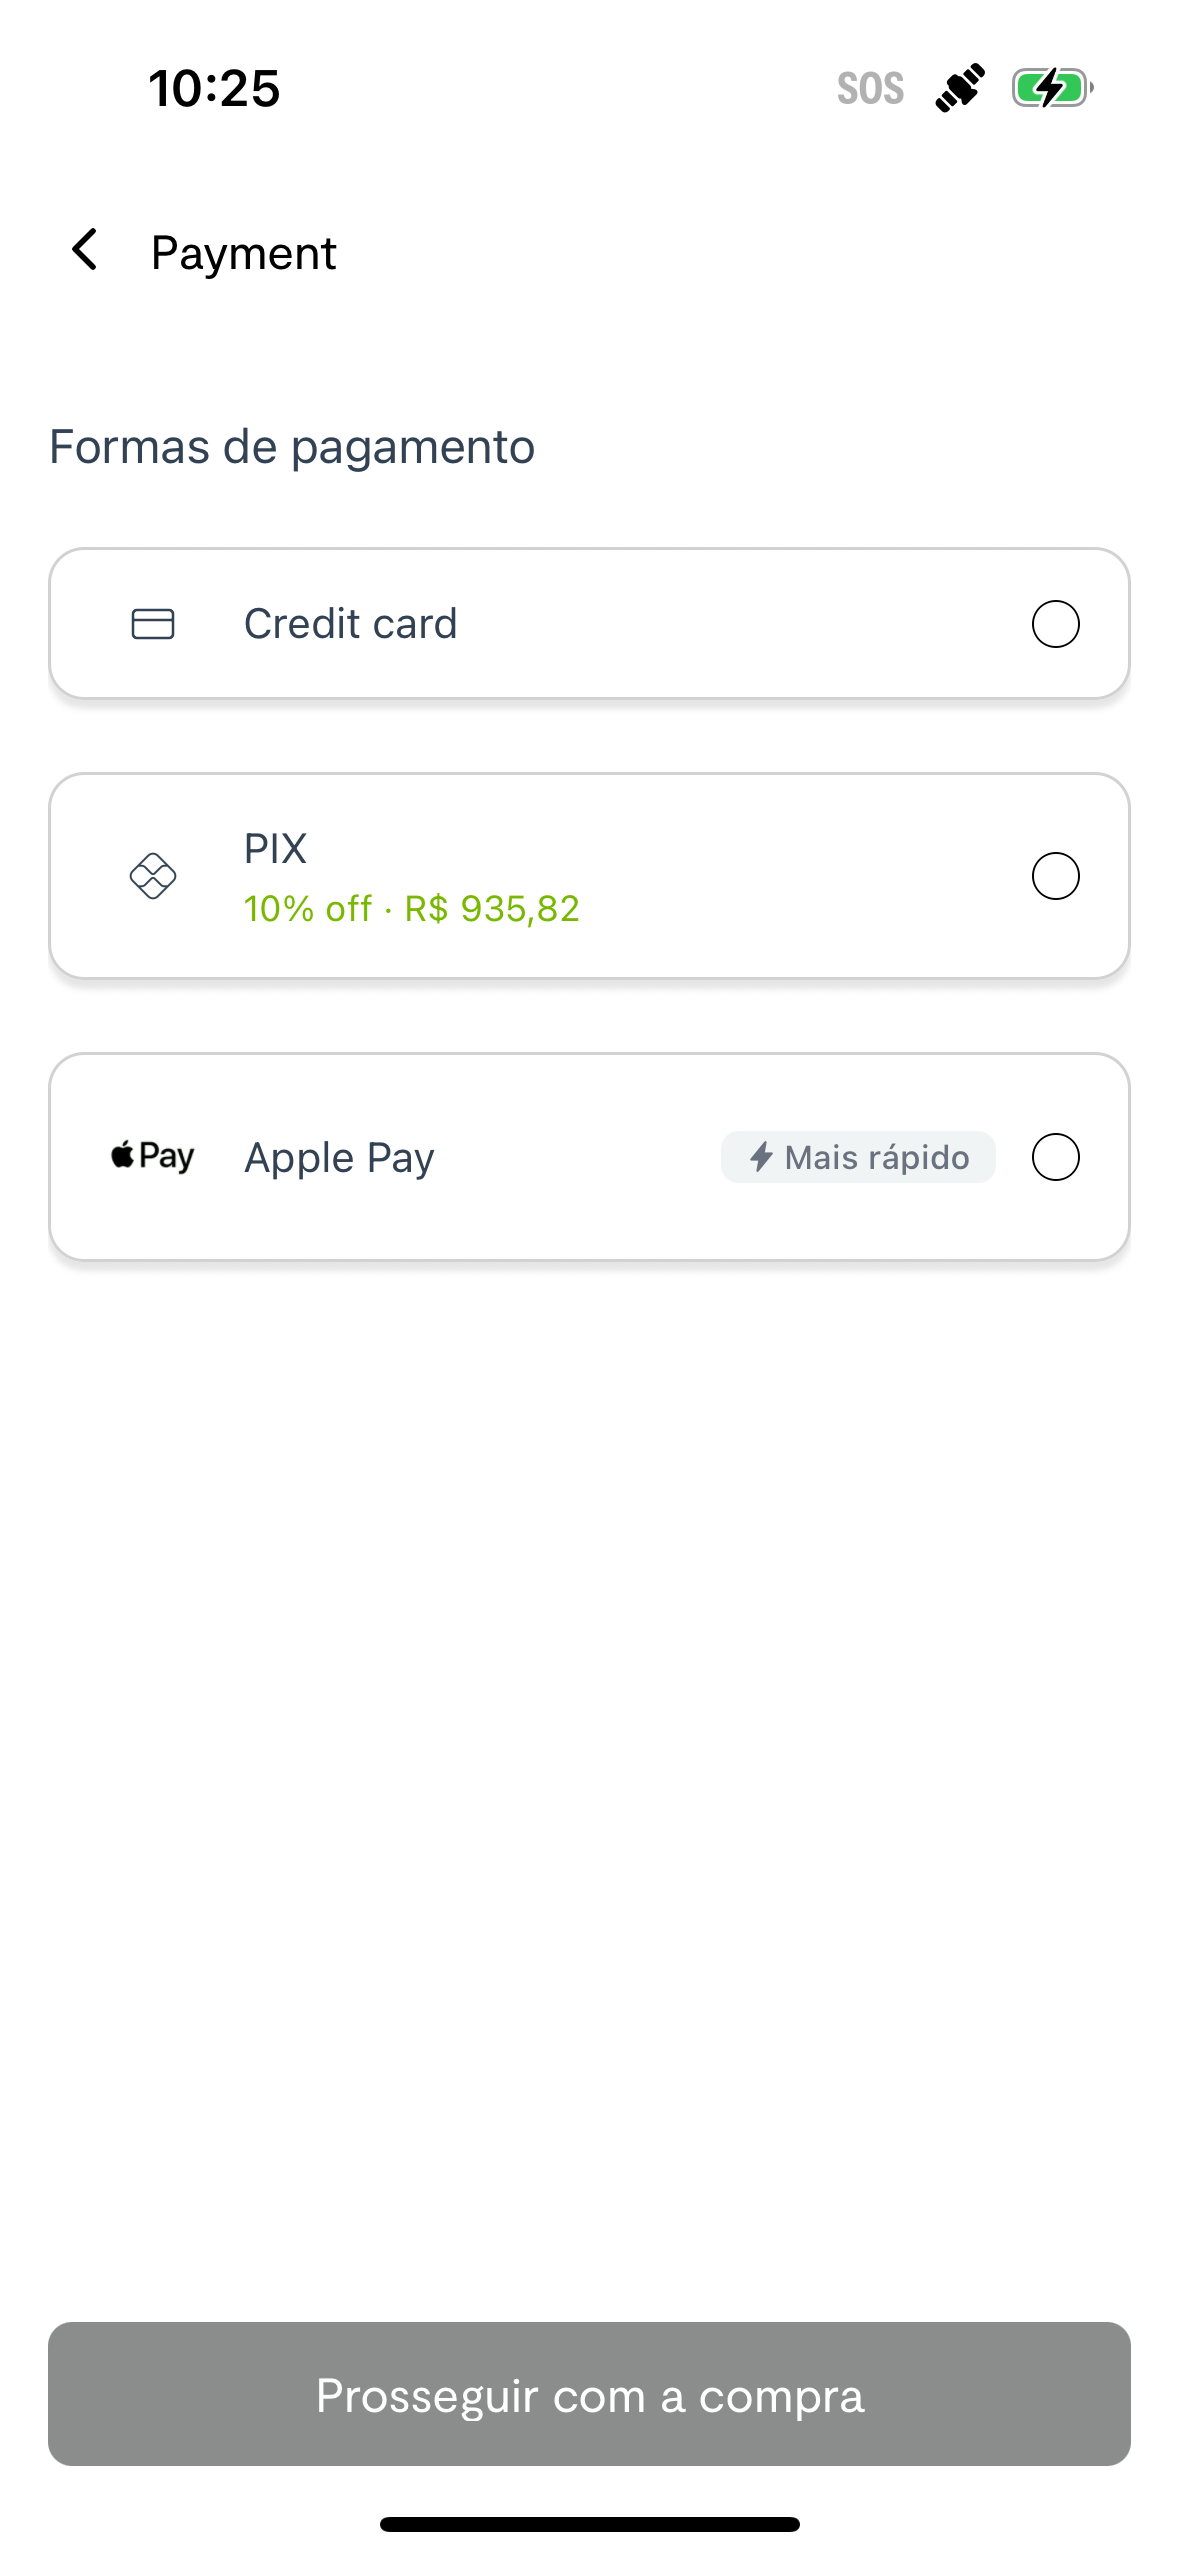 10:25
SOS
Payment
Formas de pagamento
Credit card
PIX
10% off · R$ 935,82
Pay
Apple Pay
Mais rápido
Prosseguir com a compra